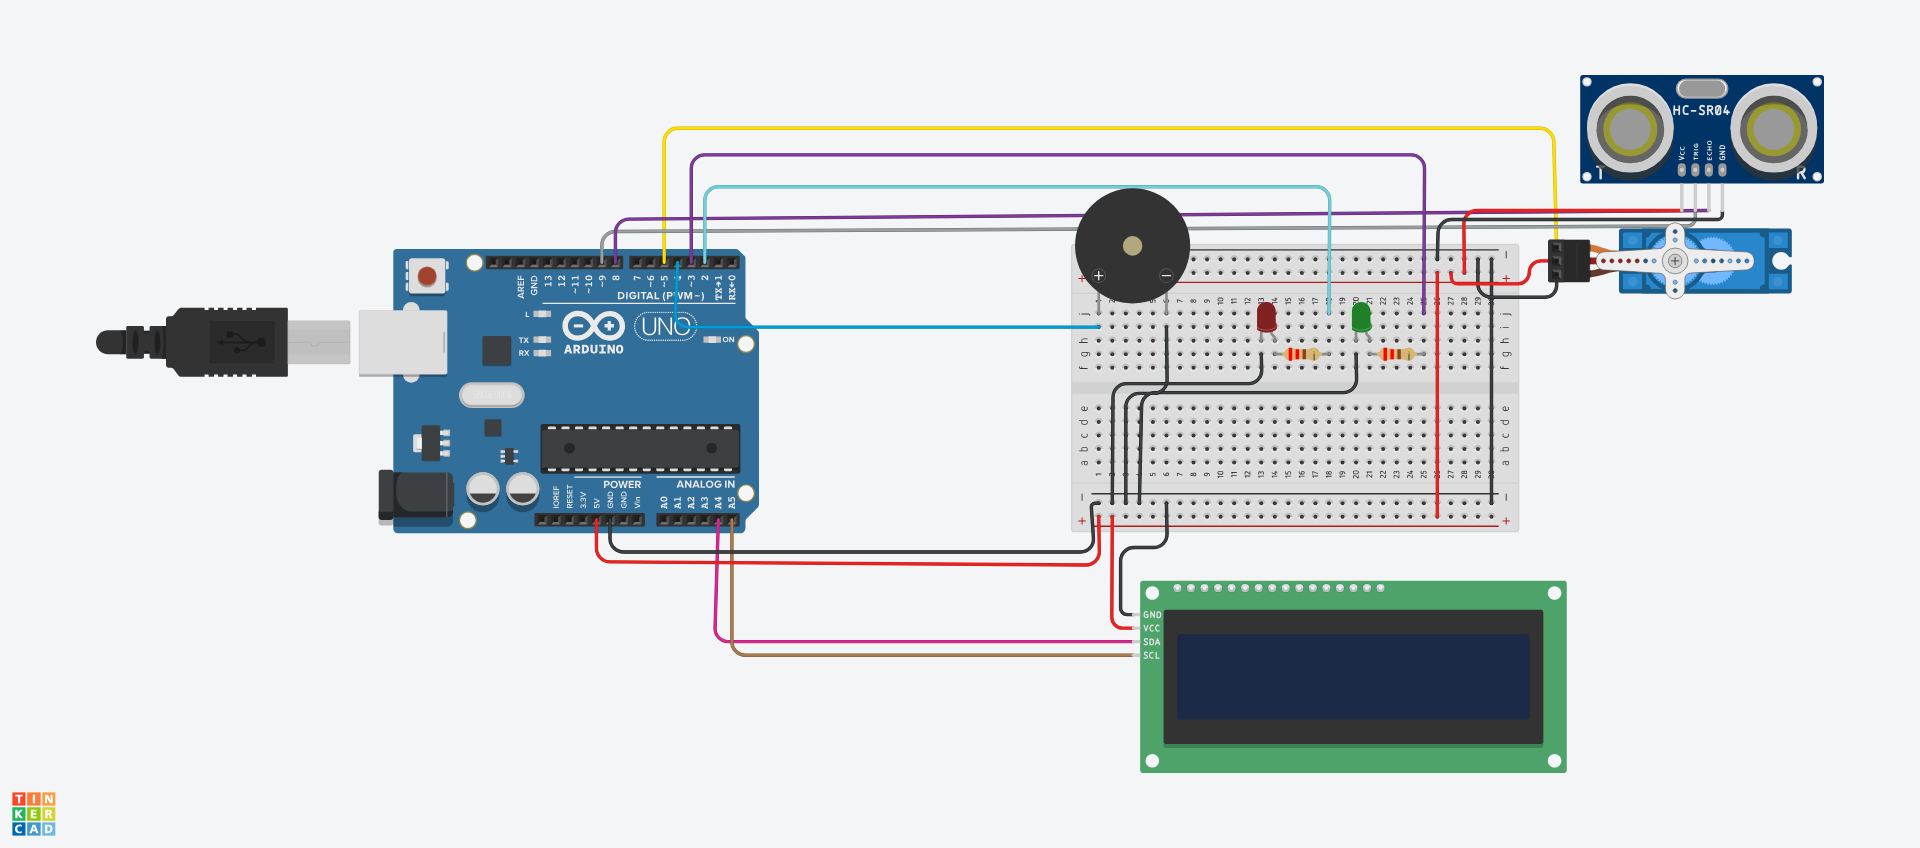 HC-SR04
VCC
TRIG
ECHO
GND
T
R
AREF
GND
13
12
~11
~10
~9
8
7
~6
~5
~3
2
TX→1
RX←0
DIGITAL (PWM~)
L
TX
RX
ARDUINO
UNO
ON
POWER
ANALOG IN
IOREF
RESET
3.3V
5V
GND
GND
Vin
A0
A1
A2
A3
A4
A5
+
−
j
i
h
g
f
e
d
c
b
a
GND
VCC
SDA
SCL
TIN
KER
CAD